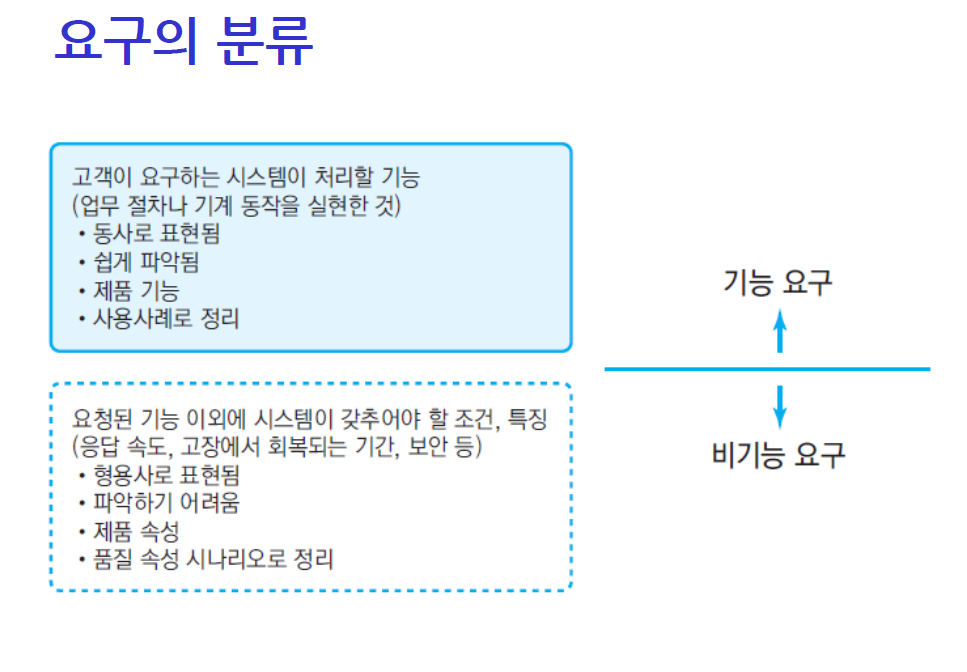 요구의 분류
고객이 요구하는 시스템이 처리할 기능
(업무 절차나 기계 동작을 실현한 것)
• 동사로 표현됨
• 쉽게 파악됨
• 제품 기능
• 사용사례로 정리
기능 요구
비기능 요구
요청된 기능 이외에 시스템이 갖추어야 할 조건, 특징
(응답 속도, 고장에서 회복되는 기간, 보안 등)
• 형용사로 표현됨
• 파악하기 어려움
• 제품 속성
• 품질 속성 시나리오로 정리